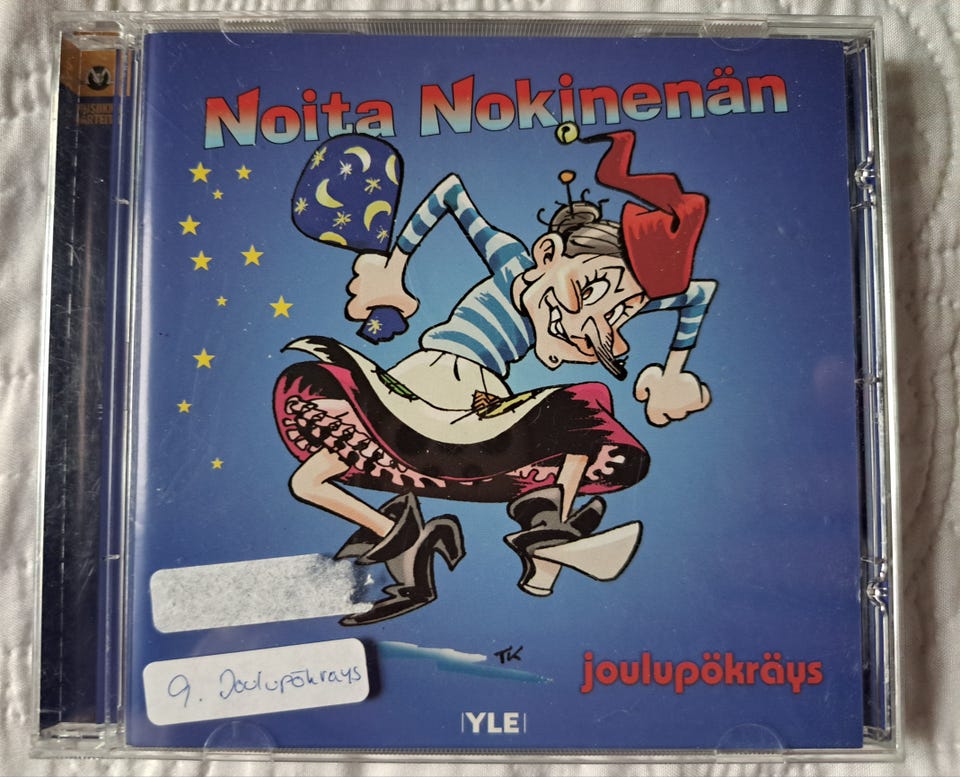 Noita Nokinenän
TK
joulupökräys
9. Joulupökräys
YLE